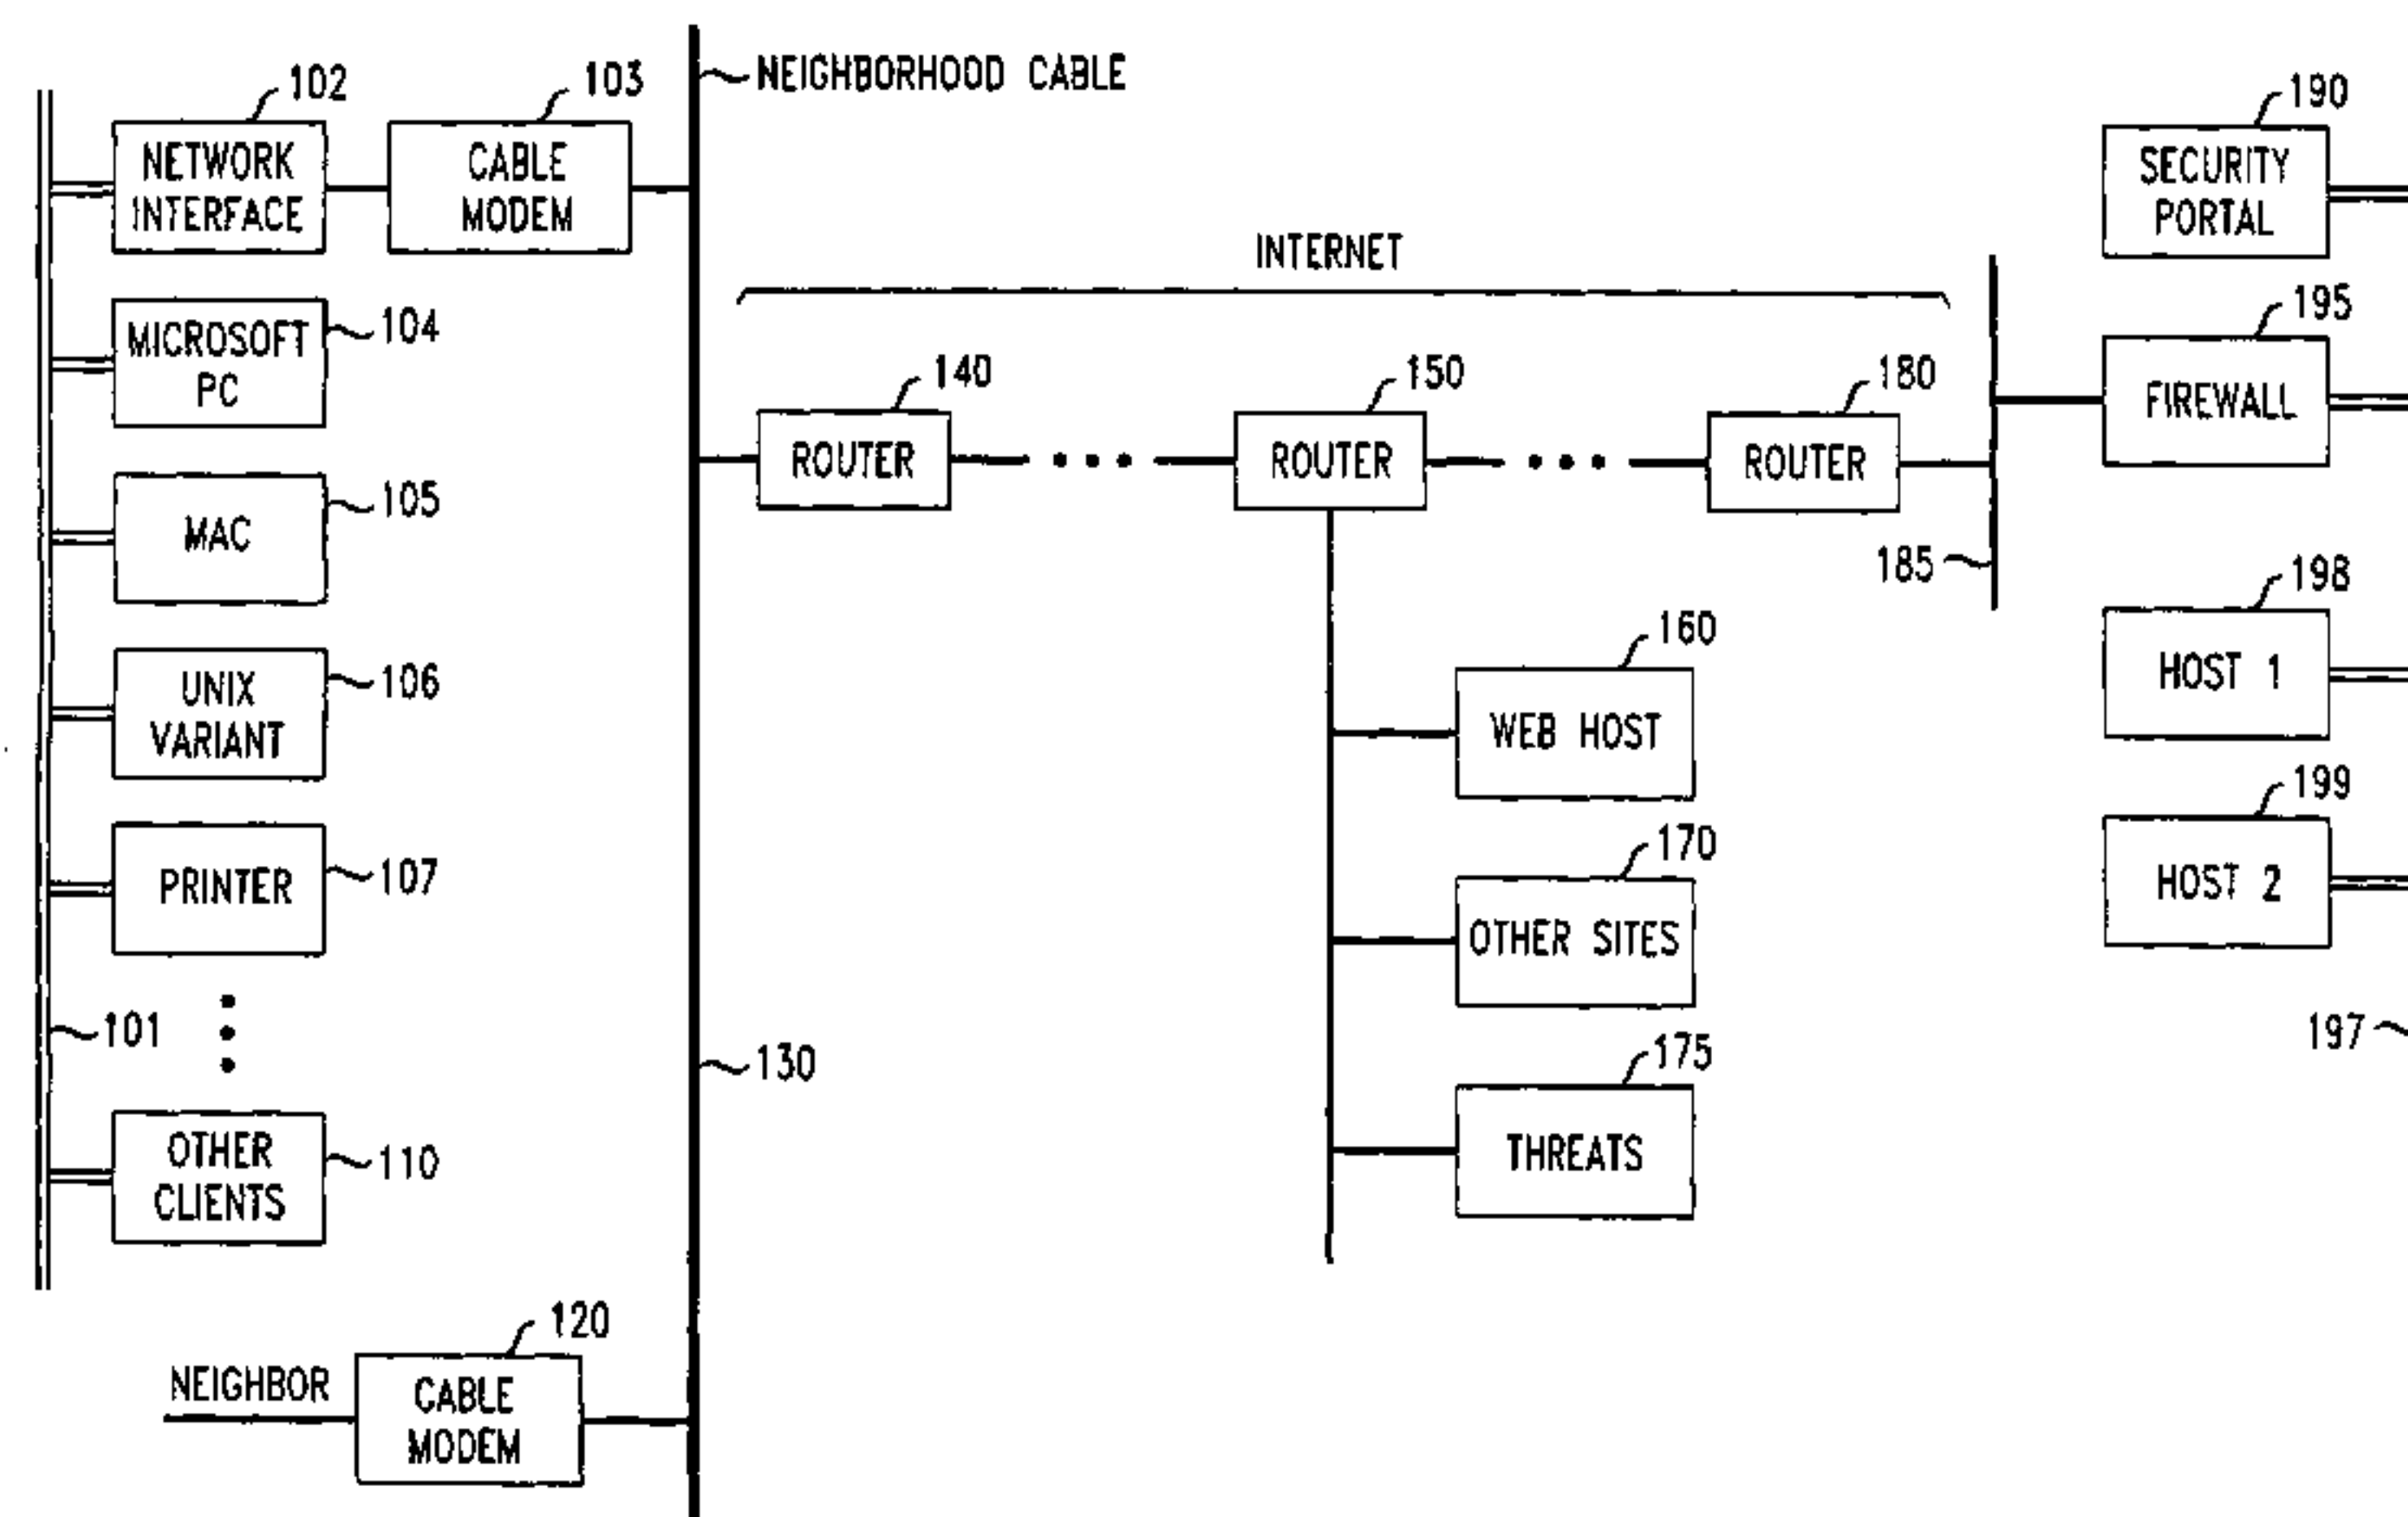 NEIGHBORHOOD CABLE
102
103
NETWORK
INTERFACE
CABLE
MODEM
MICROSOFT
PC
104
MAC
105
UNIX
VARIANT
106
PRINTER
107
101
OTHER
CLIENTS
110
120
NEIGHBOR
CABLE
MODEM
130
INTERNET
140
ROUTER
150
ROUTER
180
ROUTER
185
160
WEB HOST
170
OTHER SITES
175
THREATS
190
SECURITY
PORTAL
195
FIREWALL
198
HOST 1
199
HOST 2
197